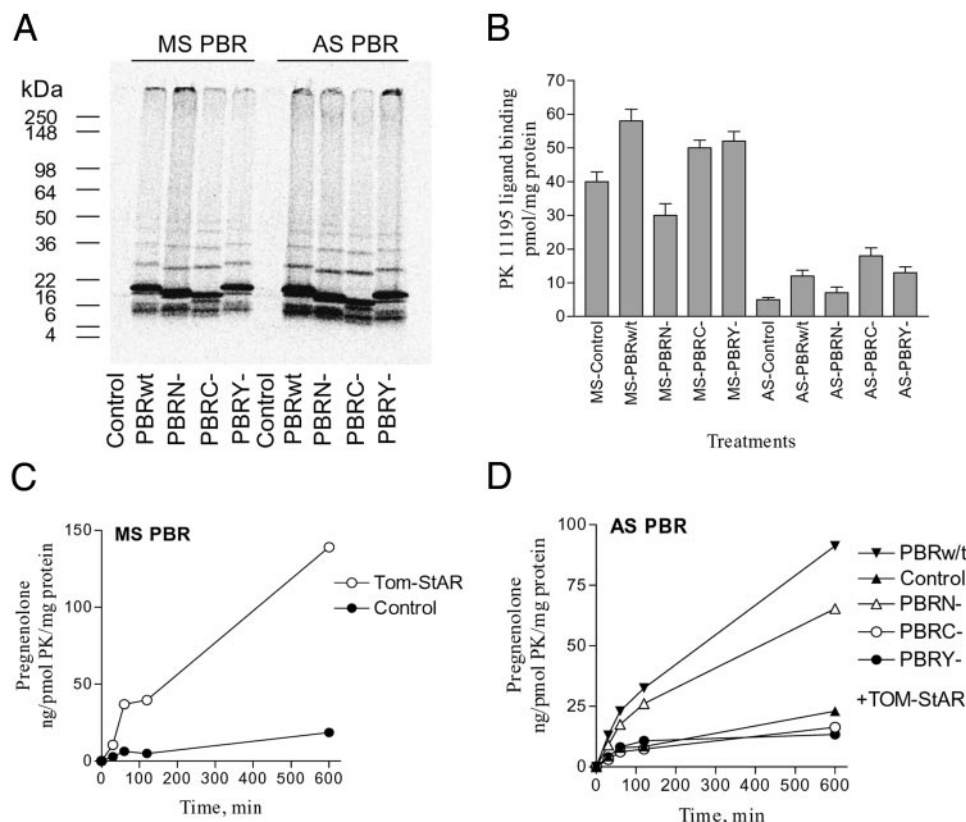 A
MS PBR AS PBR
kDa
250
148
98
64
50
36
22
16
6
4
Control
PBRwt
PBRN-
PBRC-
PBRY-
Control
PBRwt
PBRN-
PBRC-
PBRY-
B
PK 11195 ligand binding
pmol/mg protein
70
60
50
40
30
20
10
0
MS-Control
MS-PBRw/t
MS-PBRN-
MS-PBRC-
MS-PBRY-
AS-Control
AS-PBRw/t
AS-PBRN-
AS-PBRC-
AS-PBRY-
Treatments
C
MS PBR
Pregnenolone
ng/pmol PK/mg protein
150
100
50
0
0 100 200 300 400 500 600
Time, min
Tom-StAR
Control
D
AS PBR
Pregnenolone
ng/pmol PK/mg protein
100
75
50
25
0
0 100 200 300 400 500 600
Time, min
PBRw/t
Control
PBRN-
PBRC-
PBRY-
+TOM-StAR